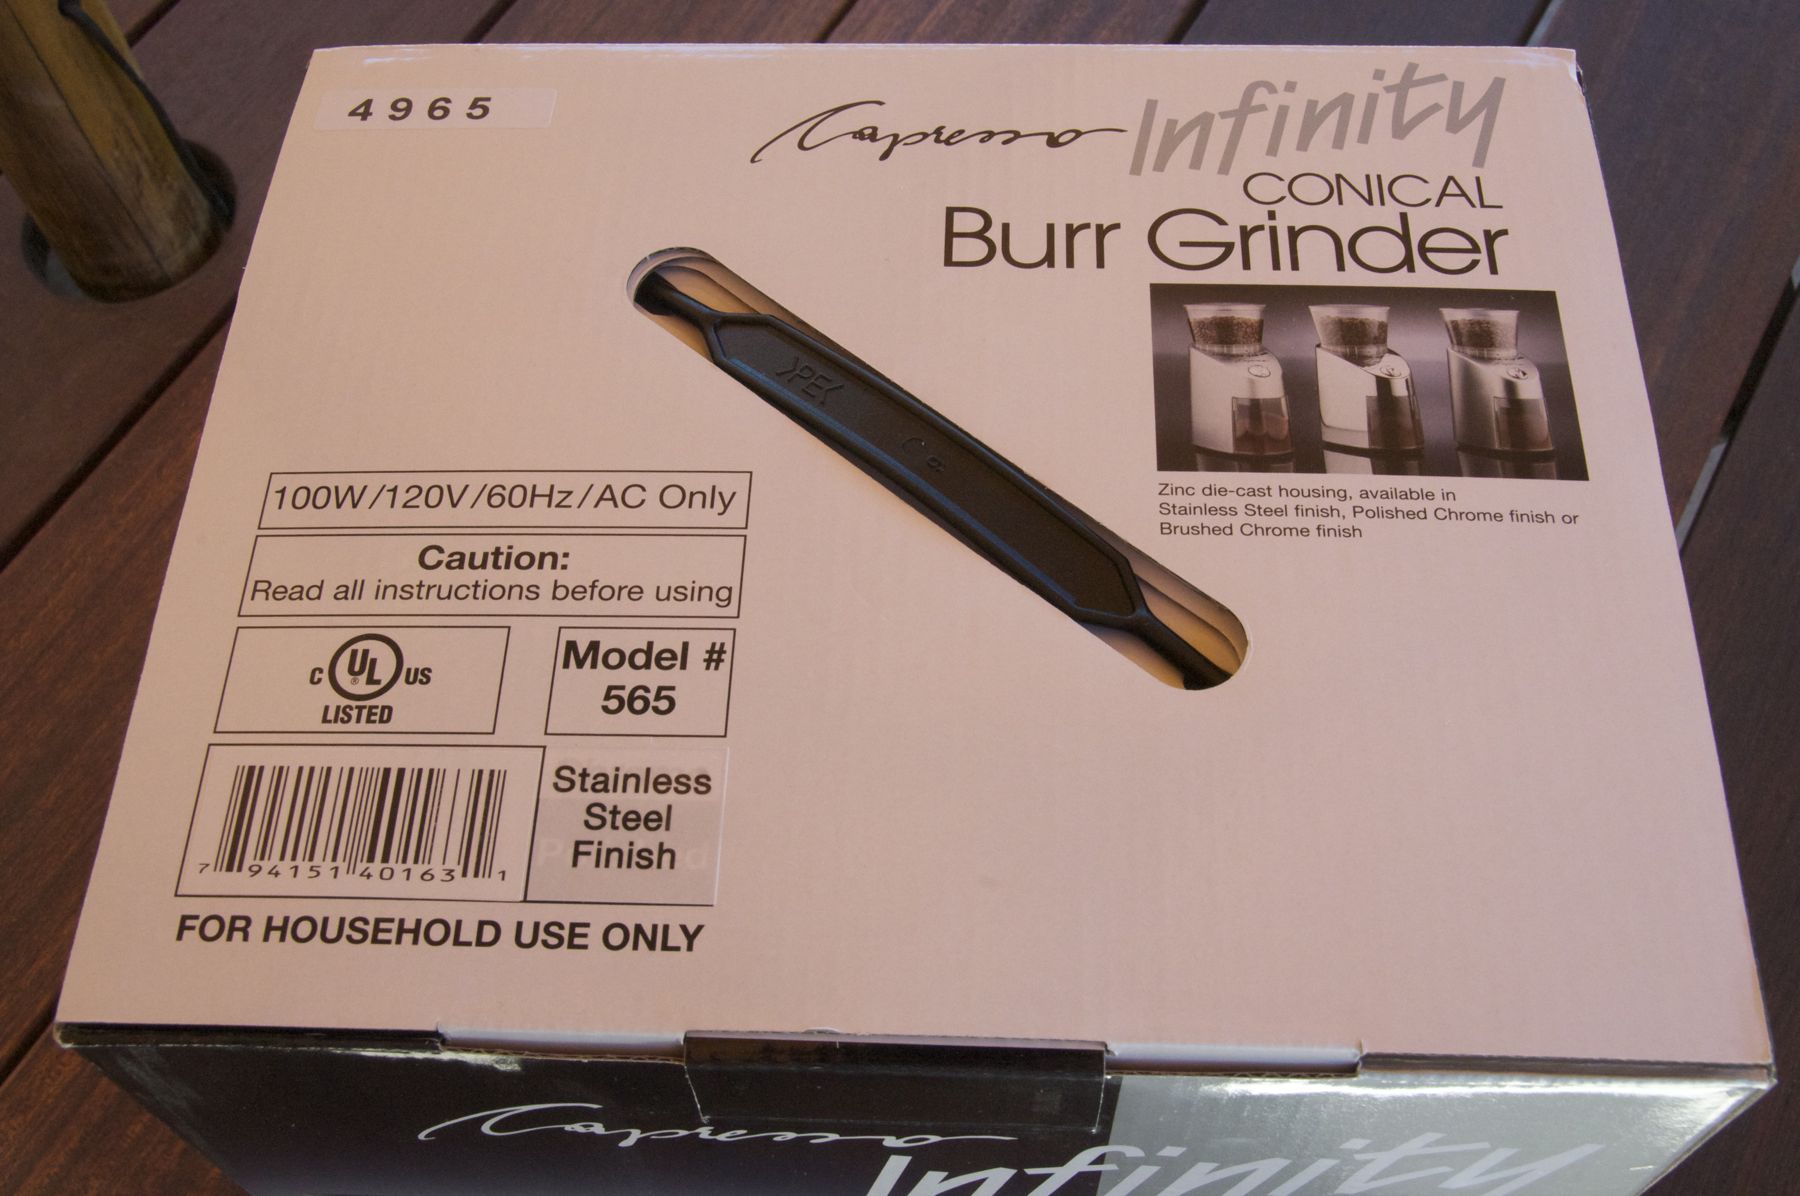 4965
Capresso Infinity
CONICAL
Burr Grinder
>PE<
Zinc die-cast housing, available in
Stainless Steel finish, Polished Chrome finish or
Brushed Chrome finish
100W/120V/60Hz/AC Only
Caution:
Read all instructions before using
C UL US
®
LISTED
Model #
565
Stainless
Steel
Finish
7 94151 40163 1
FOR HOUSEHOLD USE ONLY
Capresso
Infinity